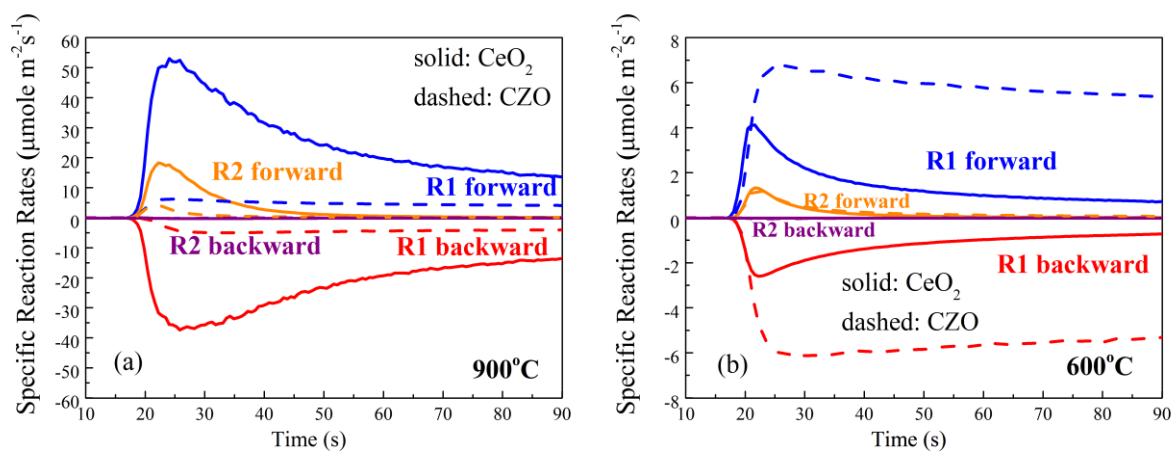 Specific Reaction Rates (μmole m⁻²s⁻¹)
60
50
40
30
20
10
0
-10
-20
-30
-40
-50
-60
solid: CeO₂
dashed: CZO
R2 forward
R1 forward
R2 backward
R1 backward
(a)
900°C
10 20 30 40 50 60 70 80 90
Time (s)
Specific Reaction Rates (μmole m⁻²s⁻¹)
8
6
4
2
0
-2
-4
-6
-8
R1 forward
R2 forward
R2 backward
R1 backward
solid: CeO₂
dashed: CZO
(b)
600°C
10 20 30 40 50 60 70 80 90
Time (s)